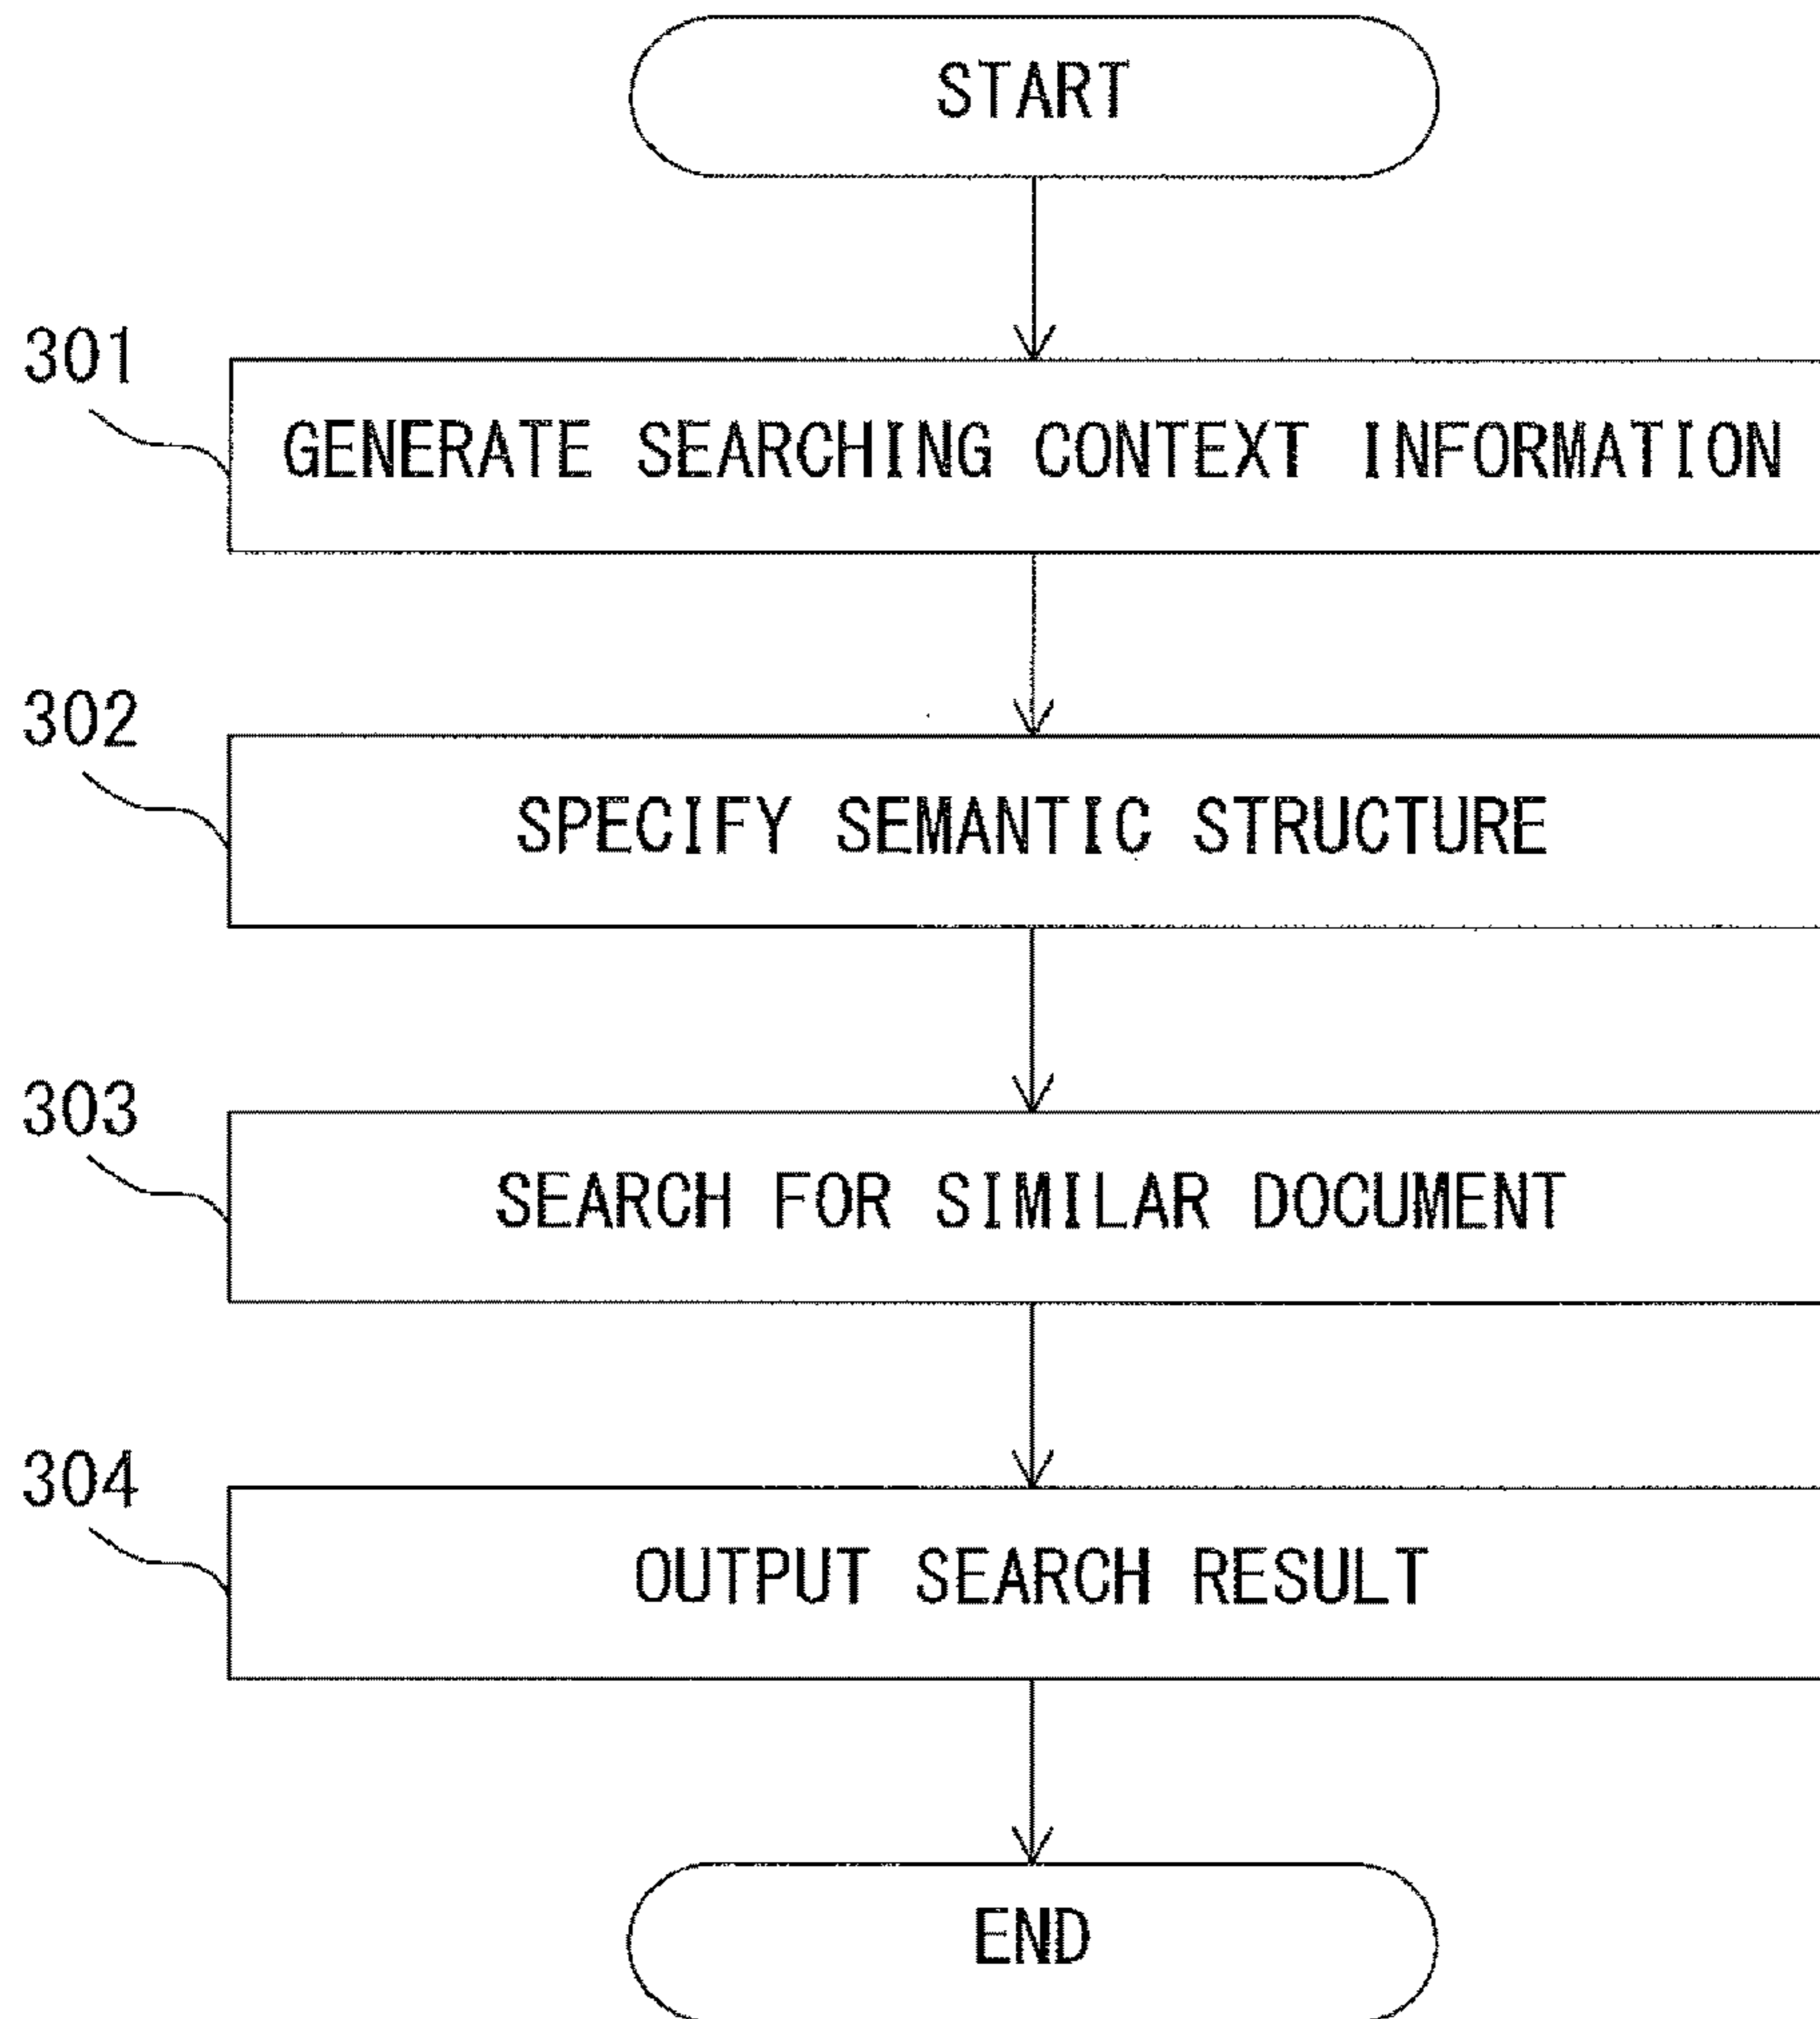 START
301
GENERATE SEARCHING CONTEXT INFORMATION
302
SPECIFY SEMANTIC STRUCTURE
303
SEARCH FOR SIMILAR DOCUMENT
304
OUTPUT SEARCH RESULT
END